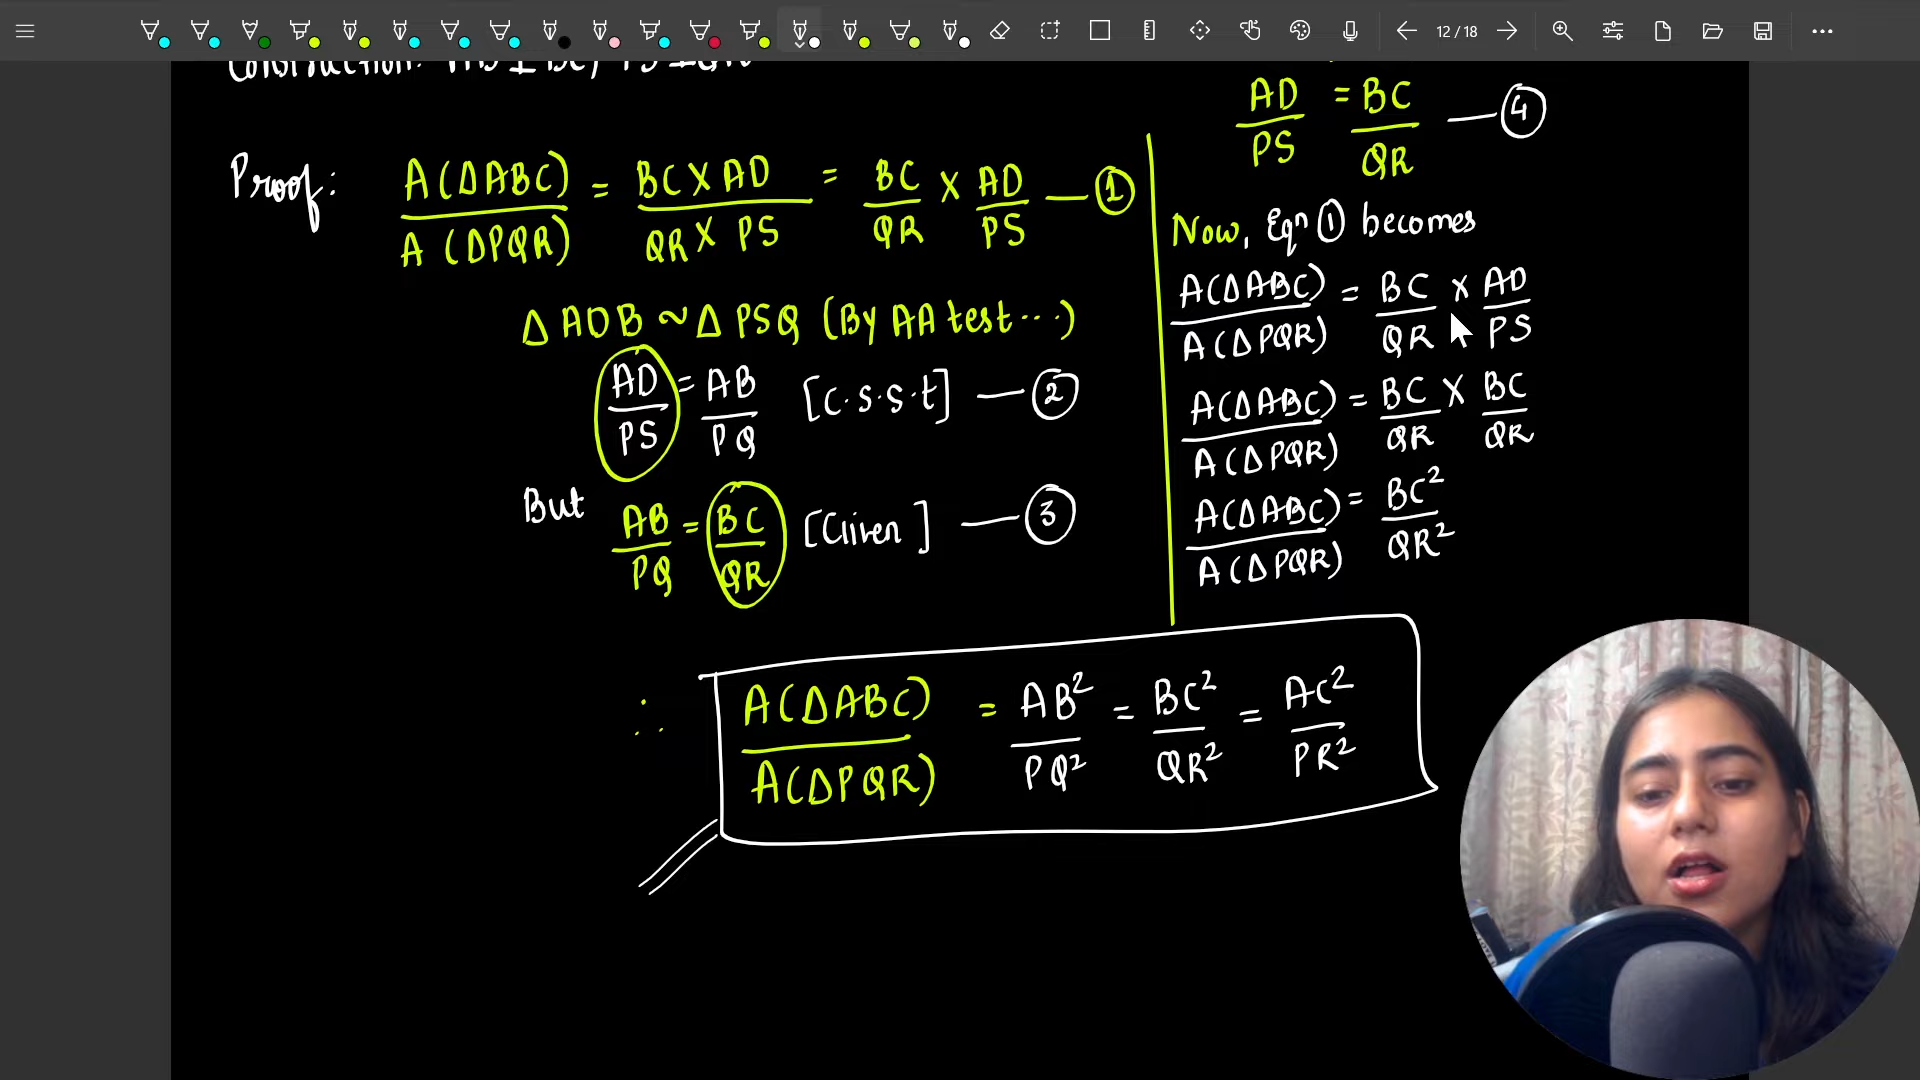 12/18
Construction:
Proof: A(ΔABC)/A(ΔPQR) = BC X AD/QR X PS = BC/QR X AD/PS — ①
Δ ADB ~ Δ PSQ (By AA test...)
AD/PS = AB/PQ [c.s.s.t] — ②
But AB/PQ = BC/QR [Given] — ③
AD/PS = BC/QR — ④
Now, Eqn ① becomes
A(ΔABC)/A(ΔPQR) = BC/QR x AD/PS
A(ΔABC)/A(ΔPQR) = BC/QR X BC/QR
A(ΔABC)/A(ΔPQR) = BC²/QR²
∴ A(ΔABC)/A(ΔPQR) = AB²/PQ² = BC²/QR² = AC²/PR²